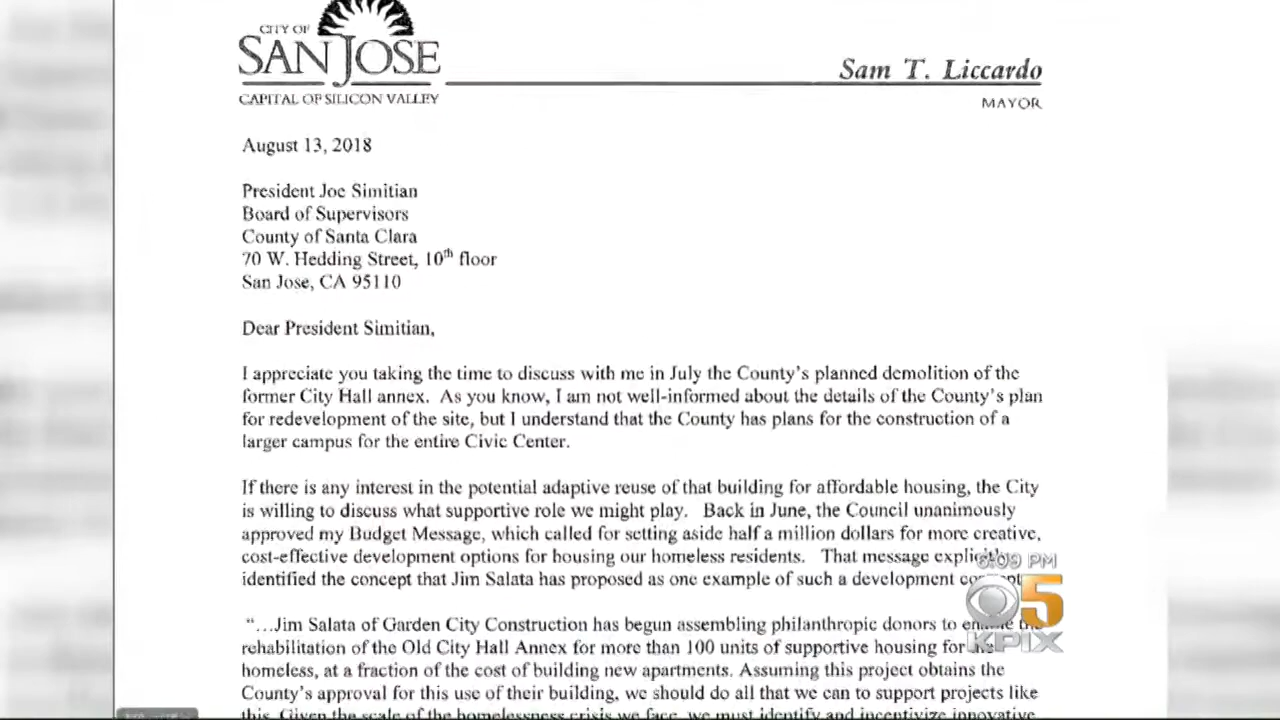 CITY OF
SAN JOSE
CAPITAL OF SILICON VALLEY
Sam T. Liccardo
MAYOR
August 13, 2018
President Joe Simitian
Board of Supervisors
County of Santa Clara
70 W. Hedding Street, 10th floor
San Jose, CA 95110
Dear President Simitian,
I appreciate you taking the time to discuss with me in July the County's planned demolition of the
former City Hall annex. As you know, I am not well-informed about the details of the County's plan
for redevelopment of the site, but I understand that the County has plans for the construction of a
larger campus for the entire Civic Center.
If there is any interest in the potential adaptive reuse of that building for affordable housing, the City
is willing to discuss what supportive role we might play. Back in June, the Council unanimously
approved my Budget Message, which called for setting aside half a million dollars for more creative,
cost-effective development options for housing our homeless residents. That message explicitly
identified the concept that Jim Salata has proposed as one example of such a development
6:09 PM
5
KPIX
"…Jim Salata of Garden City Construction has begun assembling philanthropic donors to enable the
rehabilitation of the Old City Hall Annex for more than 100 units of supportive housing for
homeless, at a fraction of the cost of building new apartments. Assuming this project obtains the
County's approval for this use of their building, we should do all that we can to support projects like
this. Given the scale of the homelessness crisis we face, we must identify and incentivize innovative